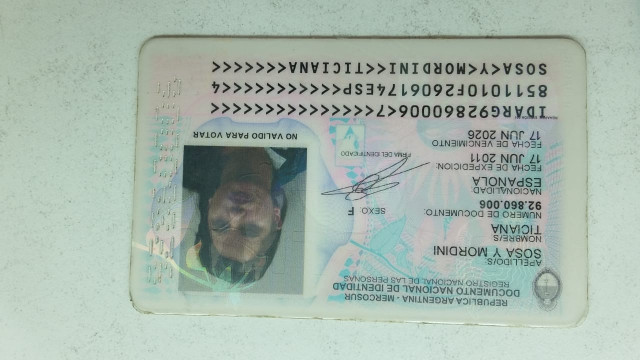 REPUBLICA ARGENTINA - MERCOSUR
REGISTRO NACIONAL DE LAS PERSONAS
DOCUMENTO NACIONAL DE IDENTIDAD
APELLIDO/S:
SOSA Y MORDINI
NOMBRE/S:
TICIANA
NUMERO DE DOCUMENTO:
92.860.006
SEXO: F
NACIONALIDAD:
ESPAÑOLA
FECHA DE EXPEDICION:
17 JUN 2011
FECHA DE VENCIMIENTO
17 JUN 2026
FIRMA DEL IDENTIFICADO
NO VALIDO PARA VOTAR
IDARG92860006<7<<<<<<<<<<<<<<<
8511010F2606174ESP<<<<<<<<<<<4
SOSA<Y<MORDINI<<TICIANA<<<<<<<